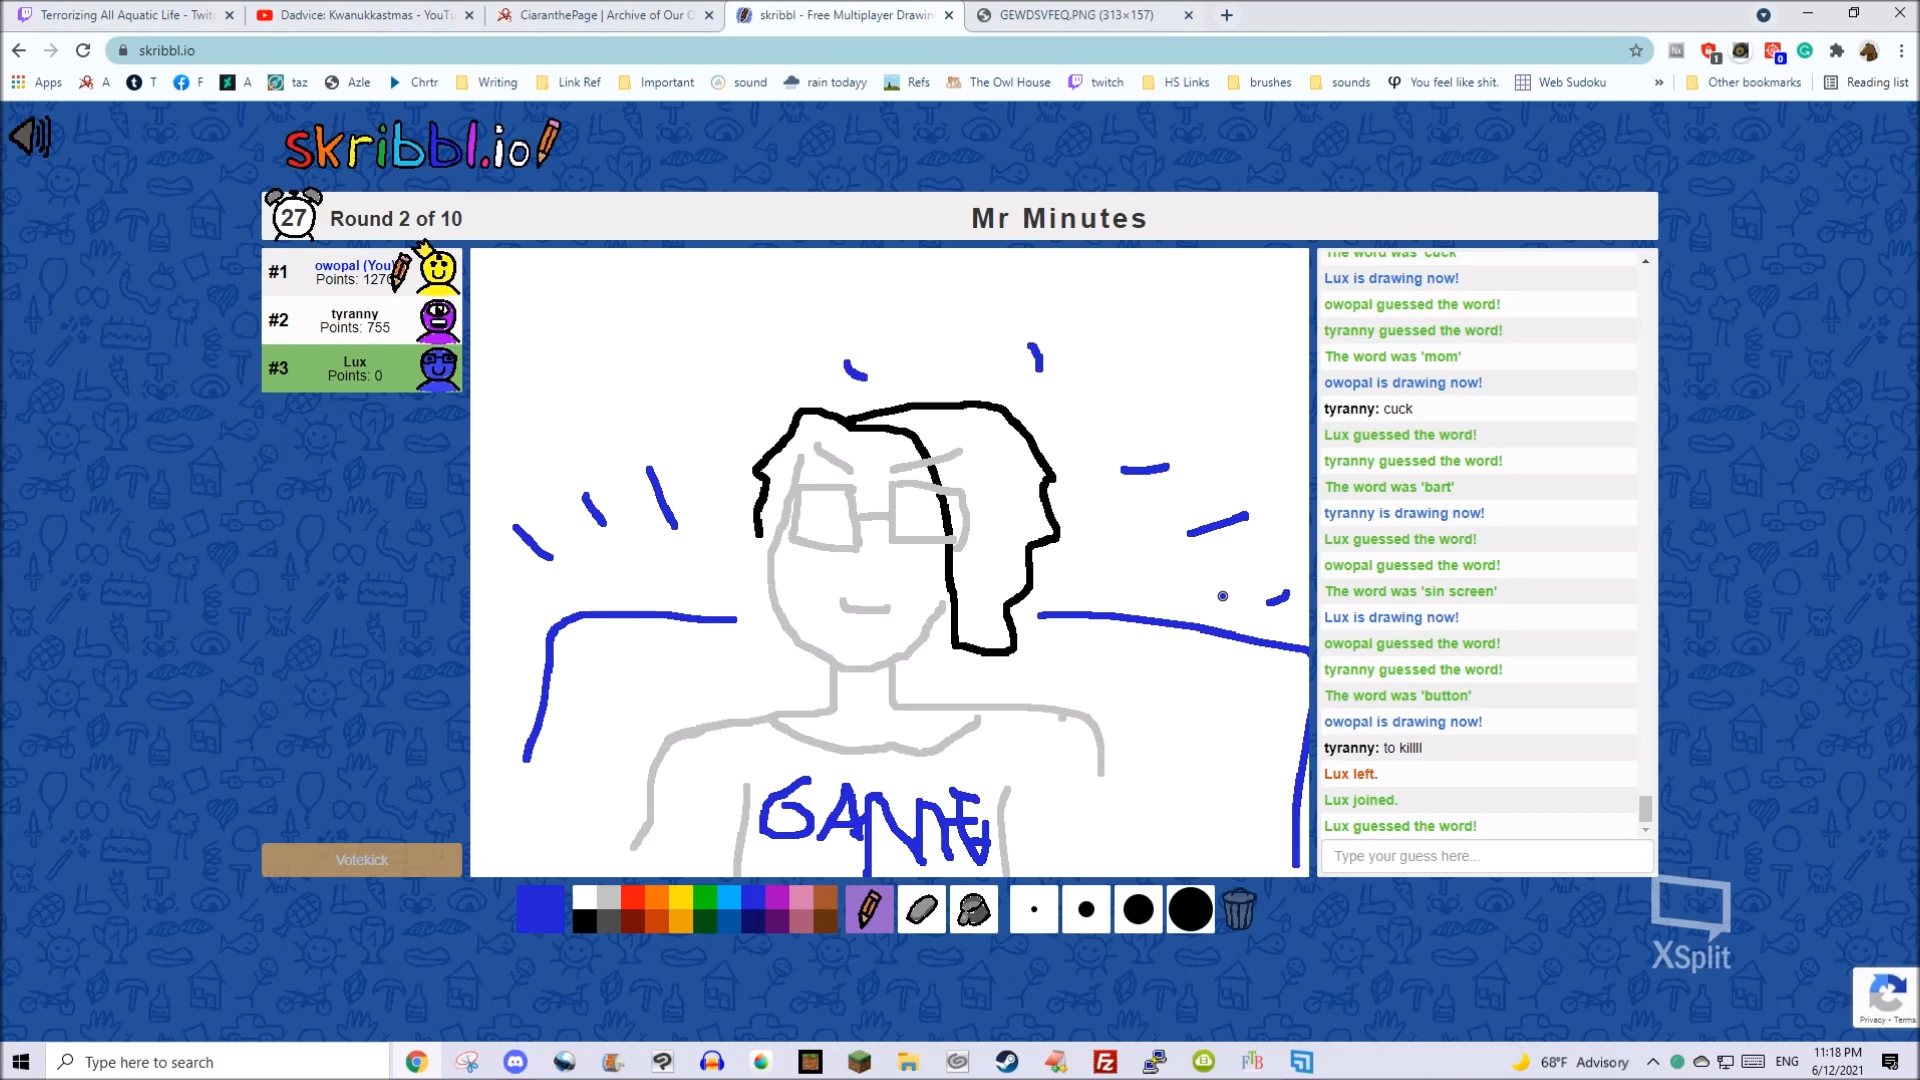 Terrorizing All Aquatic Life - Twit
Dadvice: Kwanukkastmas - YouTu
CiaranthePage | Archive of Our O
skribbl - Free Multiplayer Drawin
GEWDSVFEQ.PNG (313×157)
skribbl.io
Apps
A
T
F
A
taz
Azle
Chrtr
Writing
Link Ref
Important
sound
rain todayy
Refs
The Owl House
twitch
HS Links
brushes
sounds
You feel like shit.
Web Sudoku
»
Other bookmarks
Reading list
skribbl.io
27
Round 2 of 10
Mr Minutes
#1
owopal (You)
Points: 1270
#2
tyranny
Points: 755
#3
Lux
Points: 0
Votekick
GAME
The word was 'cuck'
Lux is drawing now!
owopal guessed the word!
tyranny guessed the word!
The word was 'mom'
owopal is drawing now!
tyranny: cuck
Lux guessed the word!
tyranny guessed the word!
The word was 'bart'
tyranny is drawing now!
Lux guessed the word!
owopal guessed the word!
The word was 'sin screen'
Lux is drawing now!
owopal guessed the word!
tyranny guessed the word!
The word was 'button'
owopal is drawing now!
tyranny: to killlll
Lux left.
Lux joined.
Lux guessed the word!
Type your guess here...
XSplit
Privacy - Terms
Type here to search
68°F Advisory
ENG
11:18 PM
6/12/2021